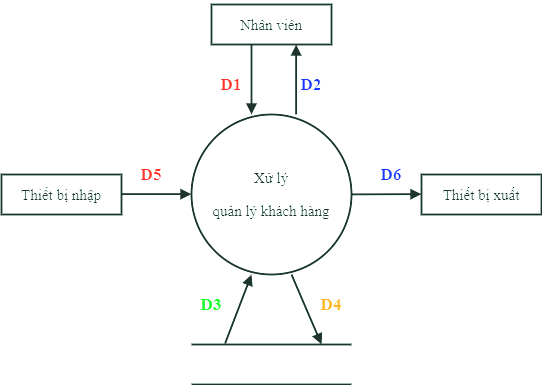 Nhân viên
D1
D2
Xử lý
quản lý khách hàng
Thiết bị nhập
D5
D6
Thiết bị xuất
D3
D4